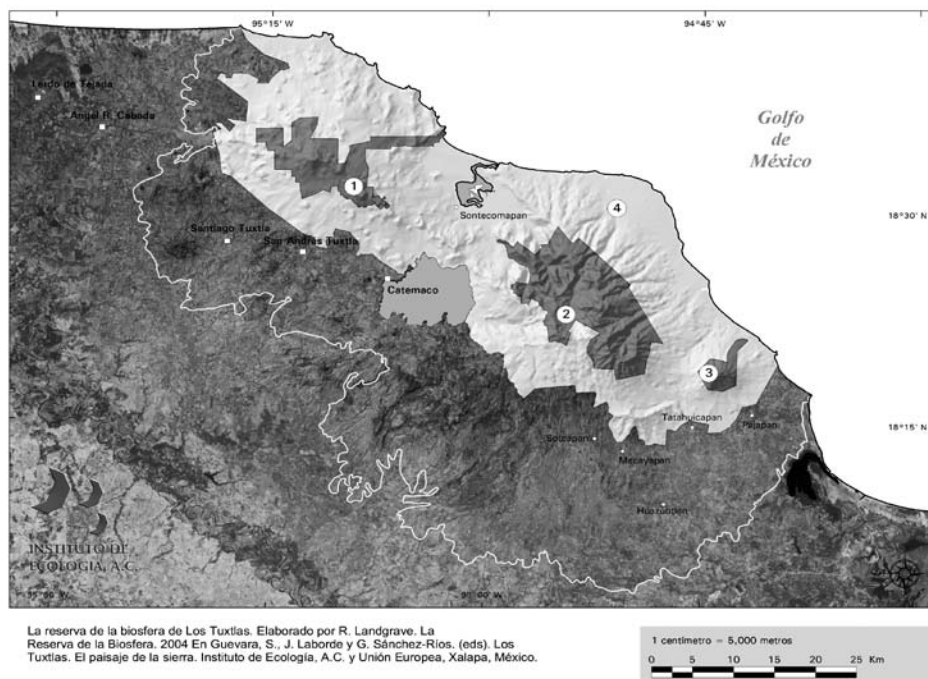 95°15' W
94°45' W
Lerdo de Tejada
Angel R. Cabada
Golfo
de
México
1
4
Sontecomapan
18°30' N
Santiago Tuxtla
San Andrés Tuxtla
Catemaco
2
3
Tatahuicapan
Pajapan
18°15' N
Soteapan
Mecayapan
Huazuntlan
INSTITUTO DE
ECOLOGIA, A.C.
95°00' W
La reserva de la biosfera de Los Tuxtlas. Elaborado por R. Landgrave. La
Reserva de la Biosfera. 2004 En Guevara, S., J. Laborde y G. Sánchez-Ríos. (eds). Los
Tuxtlas. El paisaje de la sierra. Instituto de Ecología, A.C. y Unión Europea, Xalapa, México.
1 centímetro = 5,000 metros
0 5 10 15 20 25 Km